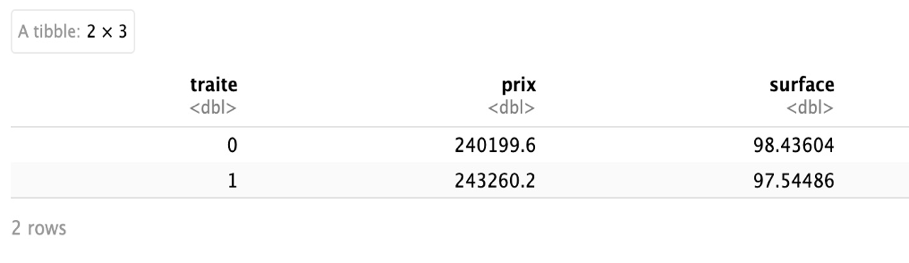 A tibble: 2 × 3
traite prix surface
<dbl> <dbl> <dbl>
0 240199.6 98.43604
1 243260.2 97.54486
2 rows